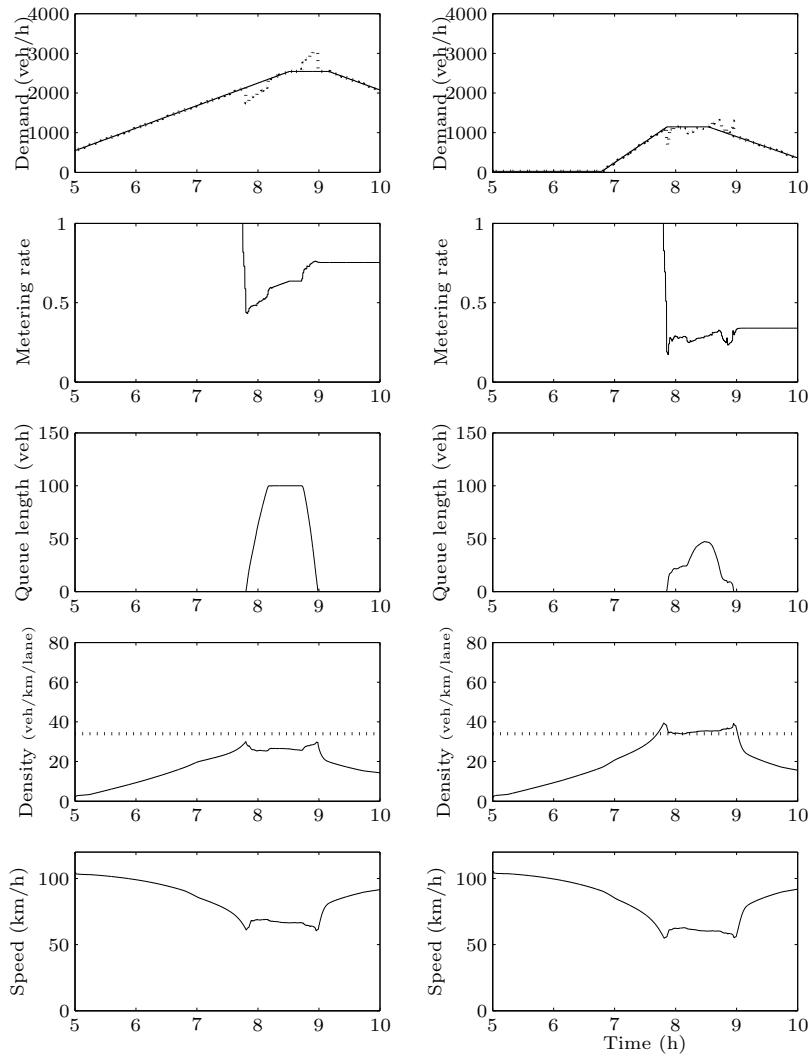 Demand (veh/h)
4000
3000
2000
1000
0
5 6 7 8 9 10
Demand (veh/h)
4000
3000
2000
1000
0
5 6 7 8 9 10
Metering rate
1
0.5
0
5 6 7 8 9 10
Metering rate
1
0.5
0
5 6 7 8 9 10
Queue length (veh)
150
100
50
0
5 6 7 8 9 10
Queue length (veh)
150
100
50
0
5 6 7 8 9 10
Density (veh/km/lane)
80
60
40
20
0
5 6 7 8 9 10
Density (veh/km/lane)
80
60
40
20
0
5 6 7 8 9 10
Speed (km/h)
100
50
0
5 6 7 8 9 10
Speed (km/h)
100
50
0
5 6 7 8 9 10
Time (h)